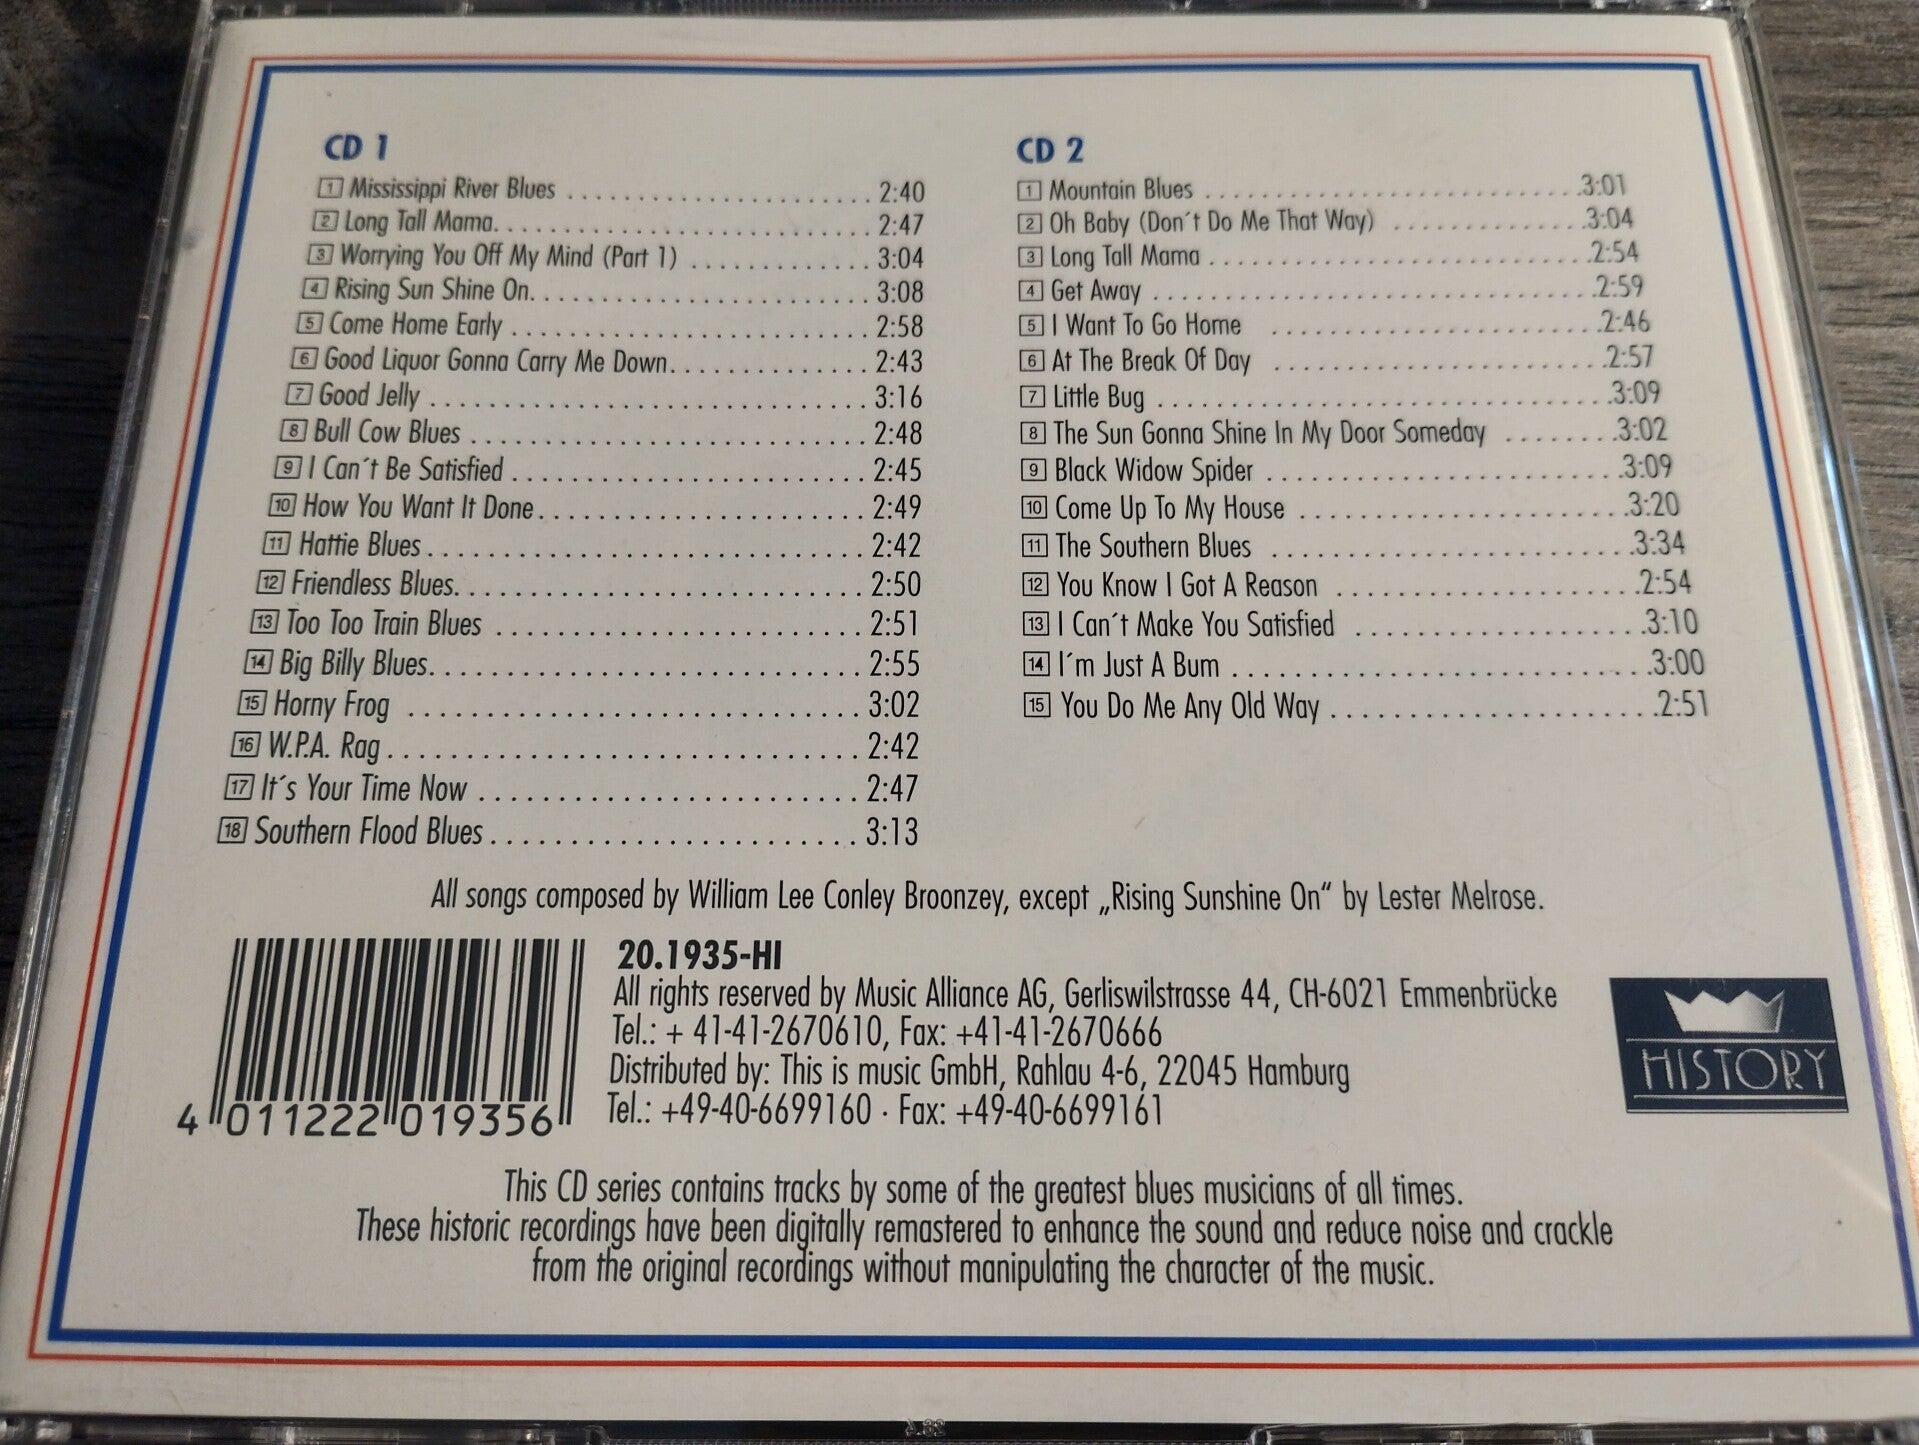 CD 1
1 Mississippi River Blues ....................... 2:40
2 Long Tall Mama. ........................... 2:47
3 Worrying You Off My Mind (Part 1) ............. 3:04
4 Rising Sun Shine On. ........................ 3:08
5 Come Home Early .......................... 2:58
6 Good Liquor Gonna Carry Me Down. .............. 2:43
7 Good Jelly ................................ 3:16
8 Bull Cow Blues ............................. 2:48
9 I Can´t Be Satisfied .......................... 2:45
10 How You Want It Done. ....................... 2:49
11 Hattie Blues ................................ 2:42
12 Friendless Blues. ............................. 2:50
13 Too Too Train Blues .......................... 2:51
14 Big Billy Blues. .............................. 2:55
15 Horny Frog ................................ 3:02
16 W.P.A. Rag ................................. 2:42
17 It´s Your Time Now ........................... 2:47
18 Southern Flood Blues .......................... 3:13
CD 2
1 Mountain Blues ........................... 3:01
2 Oh Baby (Don´t Do Me That Way) .............. 3:04
3 Long Tall Mama ........................... 2:54
4 Get Away ............................... 2:59
5 I Want To Go Home ....................... 2:46
6 At The Break Of Day ....................... 2:57
7 Little Bug ................................ 3:09
8 The Sun Gonna Shine In My Door Someday ........ 3:02
9 Black Widow Spider ......................... 3:09
10 Come Up To My House ....................... 3:20
11 The Southern Blues ......................... 3:34
12 You Know I Got A Reason ..................... 2:54
13 I Can´t Make You Satisfied .................... 3:10
14 I´m Just A Bum ............................. 3:00
15 You Do Me Any Old Way ....................... 2:51
All songs composed by William Lee Conley Broonzey, except „Rising Sunshine On“ by Lester Melrose.
20.1935-HI
All rights reserved by Music Alliance AG, Gerliswilstrasse 44, CH-6021 Emmenbrücke
Tel.: + 41-41-2670610, Fax: +41-41-2670666
Distributed by: This is music GmbH, Rahlau 4-6, 22045 Hamburg
Tel.: +49-40-6699160 · Fax: +49-40-6699161
4 011222 019356
HISTORY
This CD series contains tracks by some of the greatest blues musicians of all times.
These historic recordings have been digitally remastered to enhance the sound and reduce noise and crackle
from the original recordings without manipulating the character of the music.